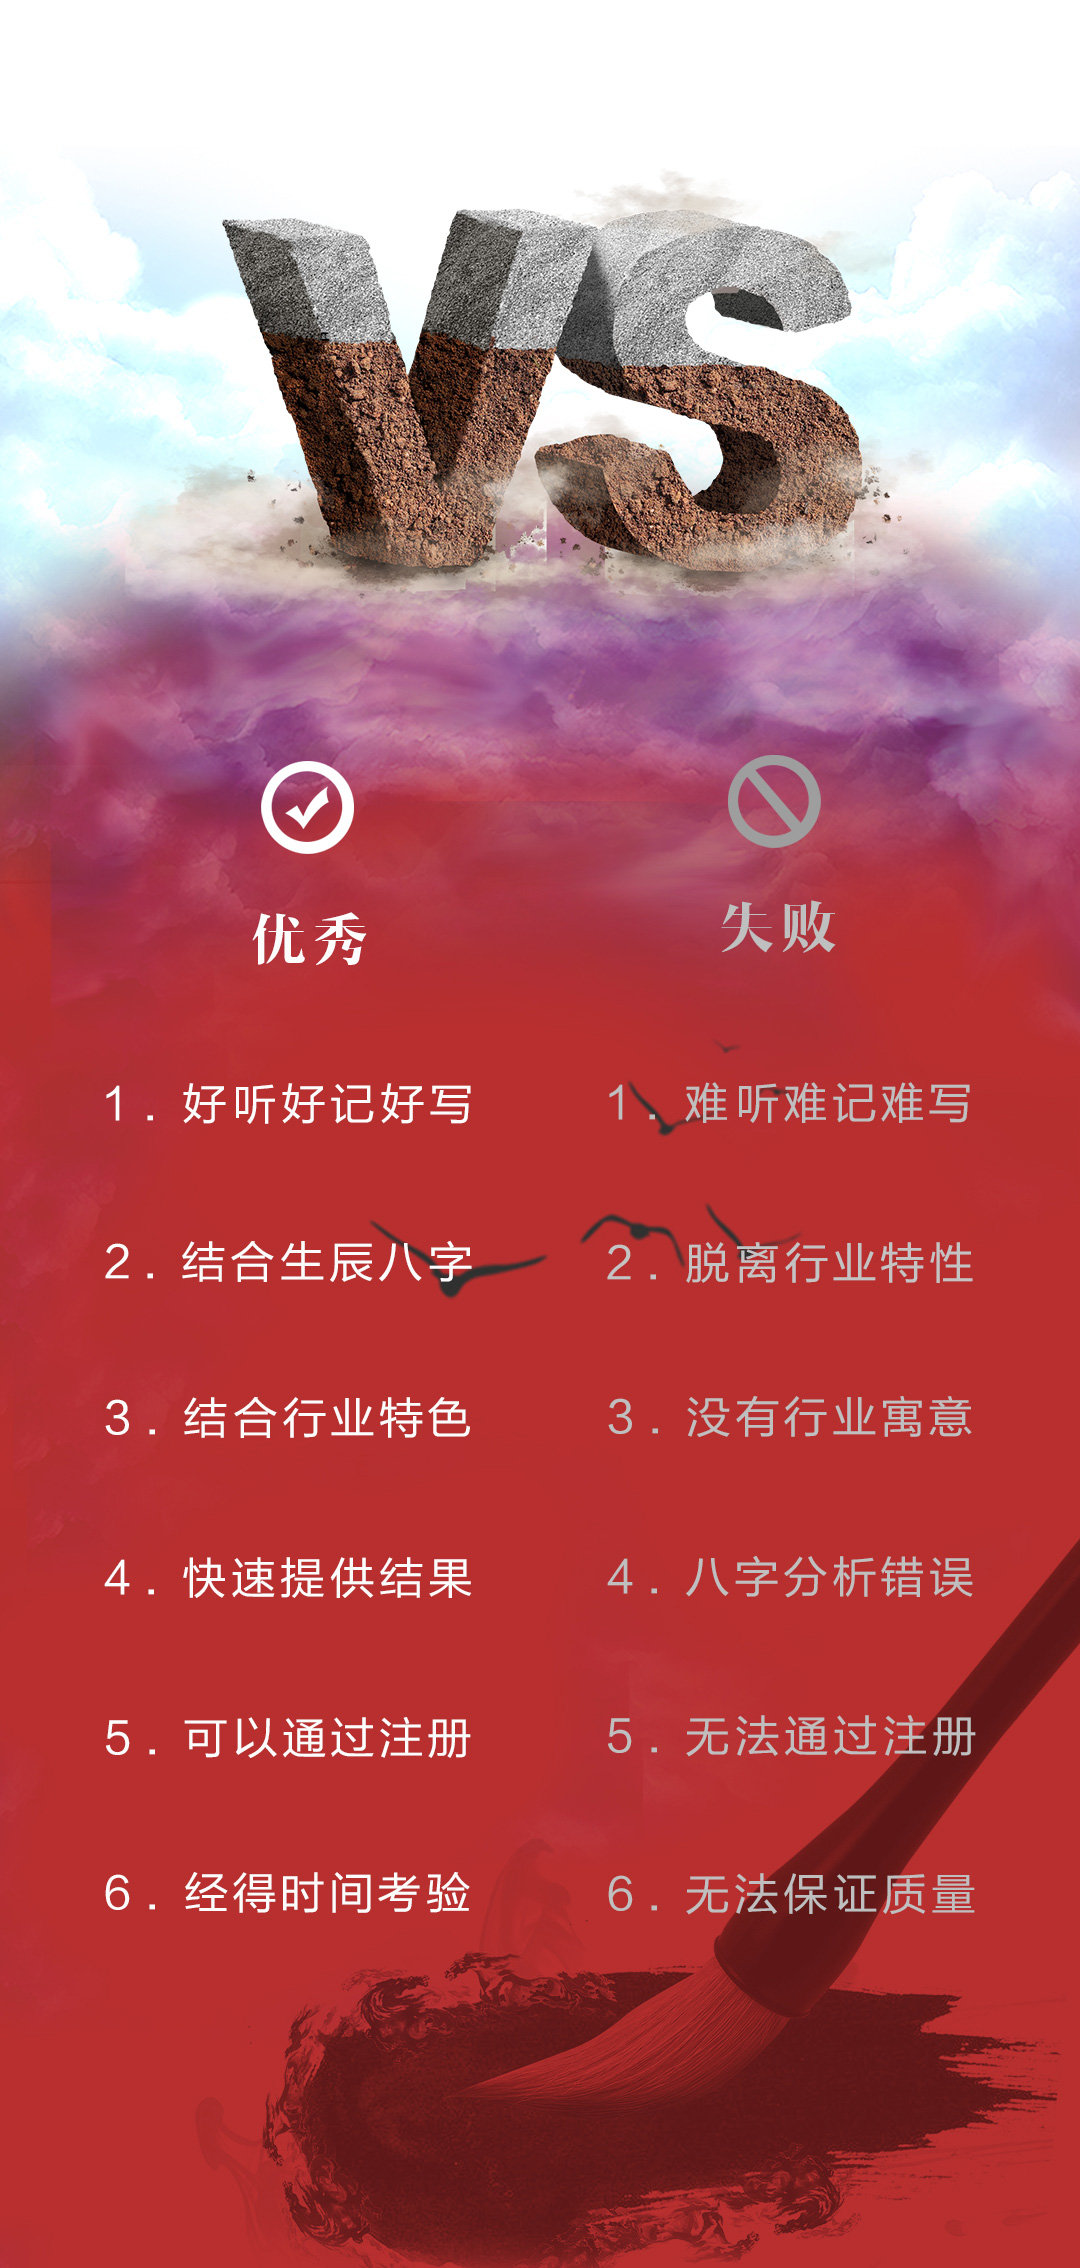 VS
优秀
失败
1. 好听好记好写
1. 难听难记难写
2. 结合生辰八字
2. 脱离行业特性
3. 结合行业特色
3. 没有行业寓意
4. 快速提供结果
4. 八字分析错误
5. 可以通过注册
5. 无法通过注册
6. 经得时间考验
6. 无法保证质量